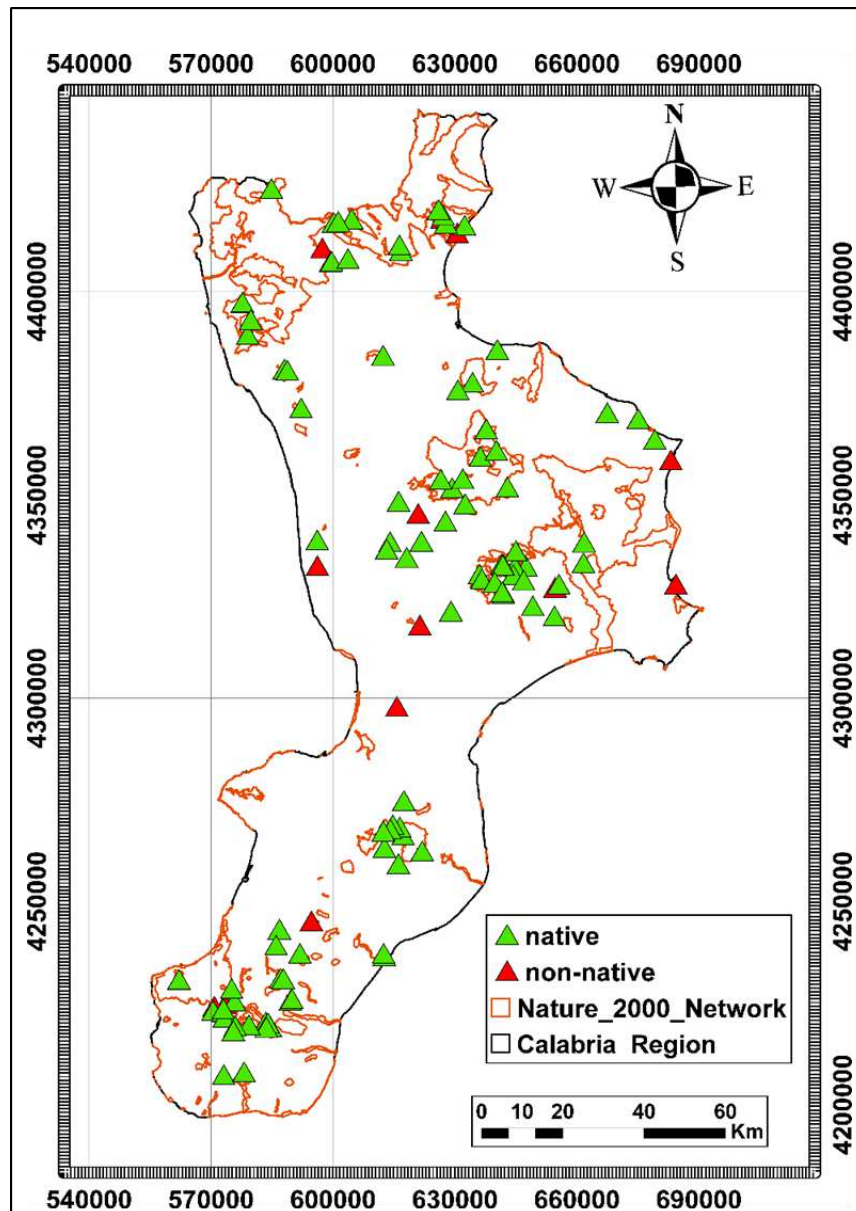 540000 570000 600000 630000 660000 690000
N
W E
S
4400000 4400000
4350000 4350000
4300000 4300000
4250000 4250000
4200000 4200000
native
non-native
Nature_2000_Network
Calabria Region
0 10 20 40 60
Km
540000 570000 600000 630000 660000 690000